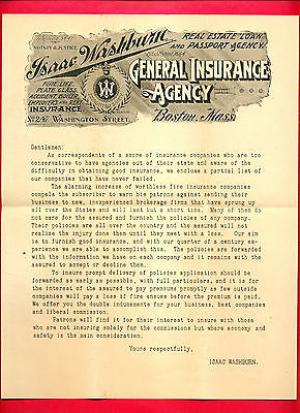 NOTARY & JUSTICE
REAL ESTATE LOAN
AND PASSPORT AGENCY.
Isaac Washburn
GENERAL INSURANCE
AGENCY
FIRE, LIFE,
PLATE GLASS,
ACCIDENT, BOILER,
EMPLOYERS AND RENT
INSURANCE
WASHINGTON STREET,
Boston, Mass.
Gentlemen:
As correspondents of a score of insurance companies who are too
conservative to have agencies out of their state and aware of the
difficulty in obtaining good insurance, we enclose a partial list of
our companies that have never failed.
The alarming increase of worthless fire insurance companies
compels the subscriber to warn his patrons against sending their
business to new, inexperienced brokerage firms that have sprung up
all over the United States and will last but a short time. Many of them do
not care for the assured and furnish the policies of any company.
Their policies are all over the country and the assured will not
realize the injury done them until they meet with a loss. Our aim
is to furnish good insurance, and with our quarter of a century ex-
perience we are able to accomplish this. The policies are forwarded
with the information we have on each company and it remains with the
assured to accept or decline them.
To insure prompt delivery of policies application should be
forwarded as early as possible, with full particulars, and it is for
the interest of the assured to pay premiums promptly as few outside
companies will pay a loss if fire ensues before the premium is paid.
We offer you the double inducements for your business, best companies
and liberal commission.
Patrons will find it for their interest to insure with those
who are not insuring solely for the commissions but where economy and
safety is the main consideration.
Yours respectfully,
ISAAC WASHBURN.